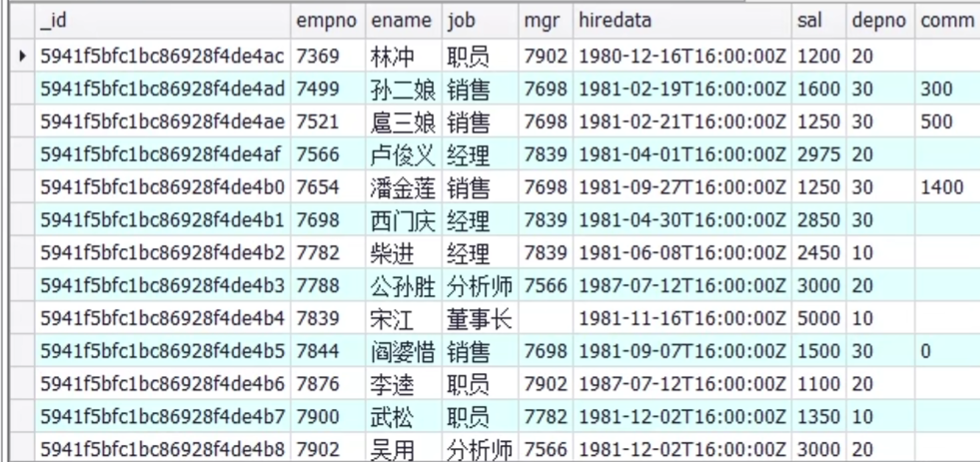 _id empno ename job mgr hiredata sal depno comm
5941f5bfc1bc86928f4de4ac 7369 林冲 职员 7902 1980-12-16T16:00:00Z 1200 20
5941f5bfc1bc86928f4de4ad 7499 孙二娘 销售 7698 1981-02-19T16:00:00Z 1600 30 300
5941f5bfc1bc86928f4de4ae 7521 扈三娘 销售 7698 1981-02-21T16:00:00Z 1250 30 500
5941f5bfc1bc86928f4de4af 7566 卢俊义 经理 7839 1981-04-01T16:00:00Z 2975 20
5941f5bfc1bc86928f4de4b0 7654 潘金莲 销售 7698 1981-09-27T16:00:00Z 1250 30 1400
5941f5bfc1bc86928f4de4b1 7698 西门庆 经理 7839 1981-04-30T16:00:00Z 2850 30
5941f5bfc1bc86928f4de4b2 7782 柴进 经理 7839 1981-06-08T16:00:00Z 2450 10
5941f5bfc1bc86928f4de4b3 7788 公孙胜 分析师 7566 1987-07-12T16:00:00Z 3000 20
5941f5bfc1bc86928f4de4b4 7839 宋江 董事长 1981-11-16T16:00:00Z 5000 10
5941f5bfc1bc86928f4de4b5 7844 阎婆惜 销售 7698 1981-09-07T16:00:00Z 1500 30 0
5941f5bfc1bc86928f4de4b6 7876 李逵 职员 7902 1987-07-12T16:00:00Z 1100 20
5941f5bfc1bc86928f4de4b7 7900 武松 职员 7782 1981-12-02T16:00:00Z 1350 10
5941f5bfc1bc86928f4de4b8 7902 吴用 分析师 7566 1981-12-02T16:00:00Z 3000 20